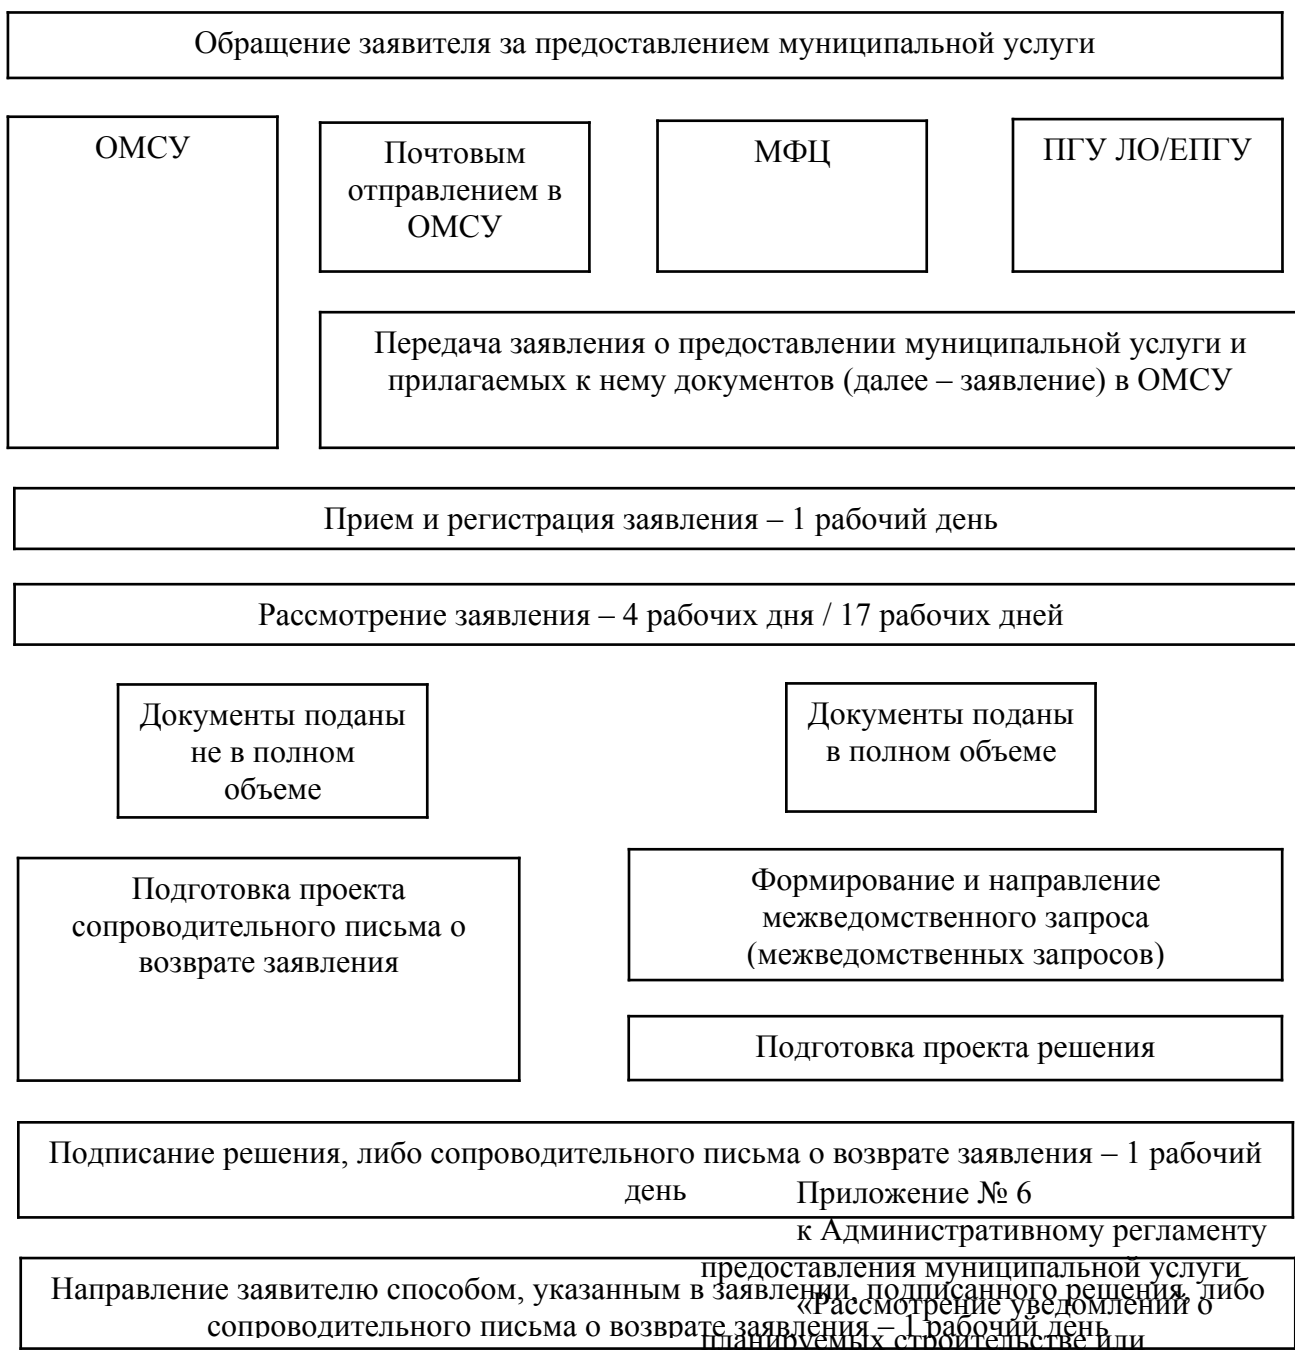 Обращение заявителя за предоставлением муниципальной услуги
ОМСУ
Почтовым
отправлением в
ОМСУ
МФЦ
ПГУ ЛО/ЕПГУ
Передача заявления о предоставлении муниципальной услуги и
прилагаемых к нему документов (далее – заявление) в ОМСУ
Прием и регистрация заявления – 1 рабочий день
Рассмотрение заявления – 4 рабочих дня / 17 рабочих дней
Документы поданы
не в полном
объеме
Документы поданы
в полном объеме
Подготовка проекта
сопроводительного письма о
возврате заявления
Формирование и направление
межведомственного запроса
(межведомственных запросов)
Подготовка проекта решения
Подписание решения, либо сопроводительного письма о возврате заявления – 1 рабочий
день
Приложение № 6
к Административному регламенту
предоставления муниципальной услуги
«Рассмотрение уведомлений о
планируемых строительстве или
Направление заявителю способом, указанным в заявлении, подписанного решения, либо
сопроводительного письма о возврате заявления – 1 рабочий день